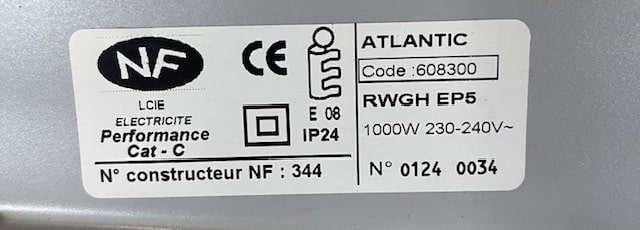 NF
LCIE
ELECTRICITE
Performance
Cat - C
CE
E 08
IP24
N° constructeur NF : 344
ATLANTIC
Code :608300
RWGH EP5
1000W 230-240V~
N° 0124 0034